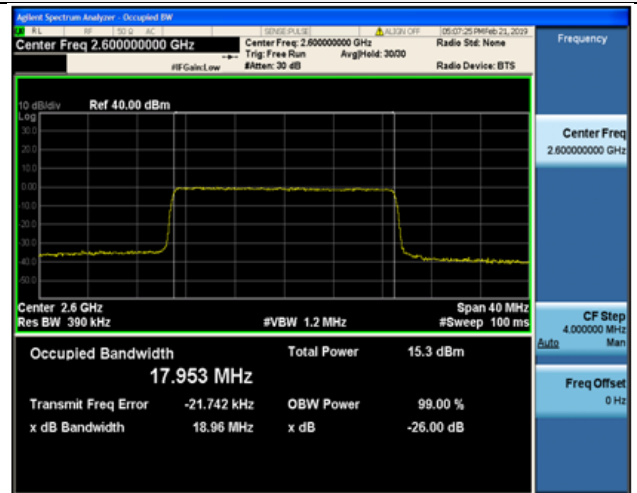 Agilent Spectrum Analyzer - Occupied BW
RL RF 50 Ω AC SENSE:PULSE ALIGN OFF 05:07:25 PM Feb 21, 2019
Center Freq 2.600000000 GHz
Center Freq: 2.600000000 GHz
Radio Std: None
Trig: Free Run Avg|Hold: 30/30
#IFGain:Low #Atten: 30 dB
Radio Device: BTS
Frequency
10 dB/div Ref 40.00 dBm
Log
30.0
20.0
10.0
0.00
-10.0
-20.0
-30.0
-40.0
-50.0
Center Freq
2.600000000 GHz
Center 2.6 GHz Span 40 MHz
Res BW 390 kHz #VBW 1.2 MHz #Sweep 100 ms
CF Step
4.000000 MHz
Auto Man
Occupied Bandwidth Total Power 15.3 dBm
17.953 MHz
Transmit Freq Error -21.742 kHz OBW Power 99.00 %
x dB Bandwidth 18.96 MHz x dB -26.00 dB
Freq Offset
0 Hz